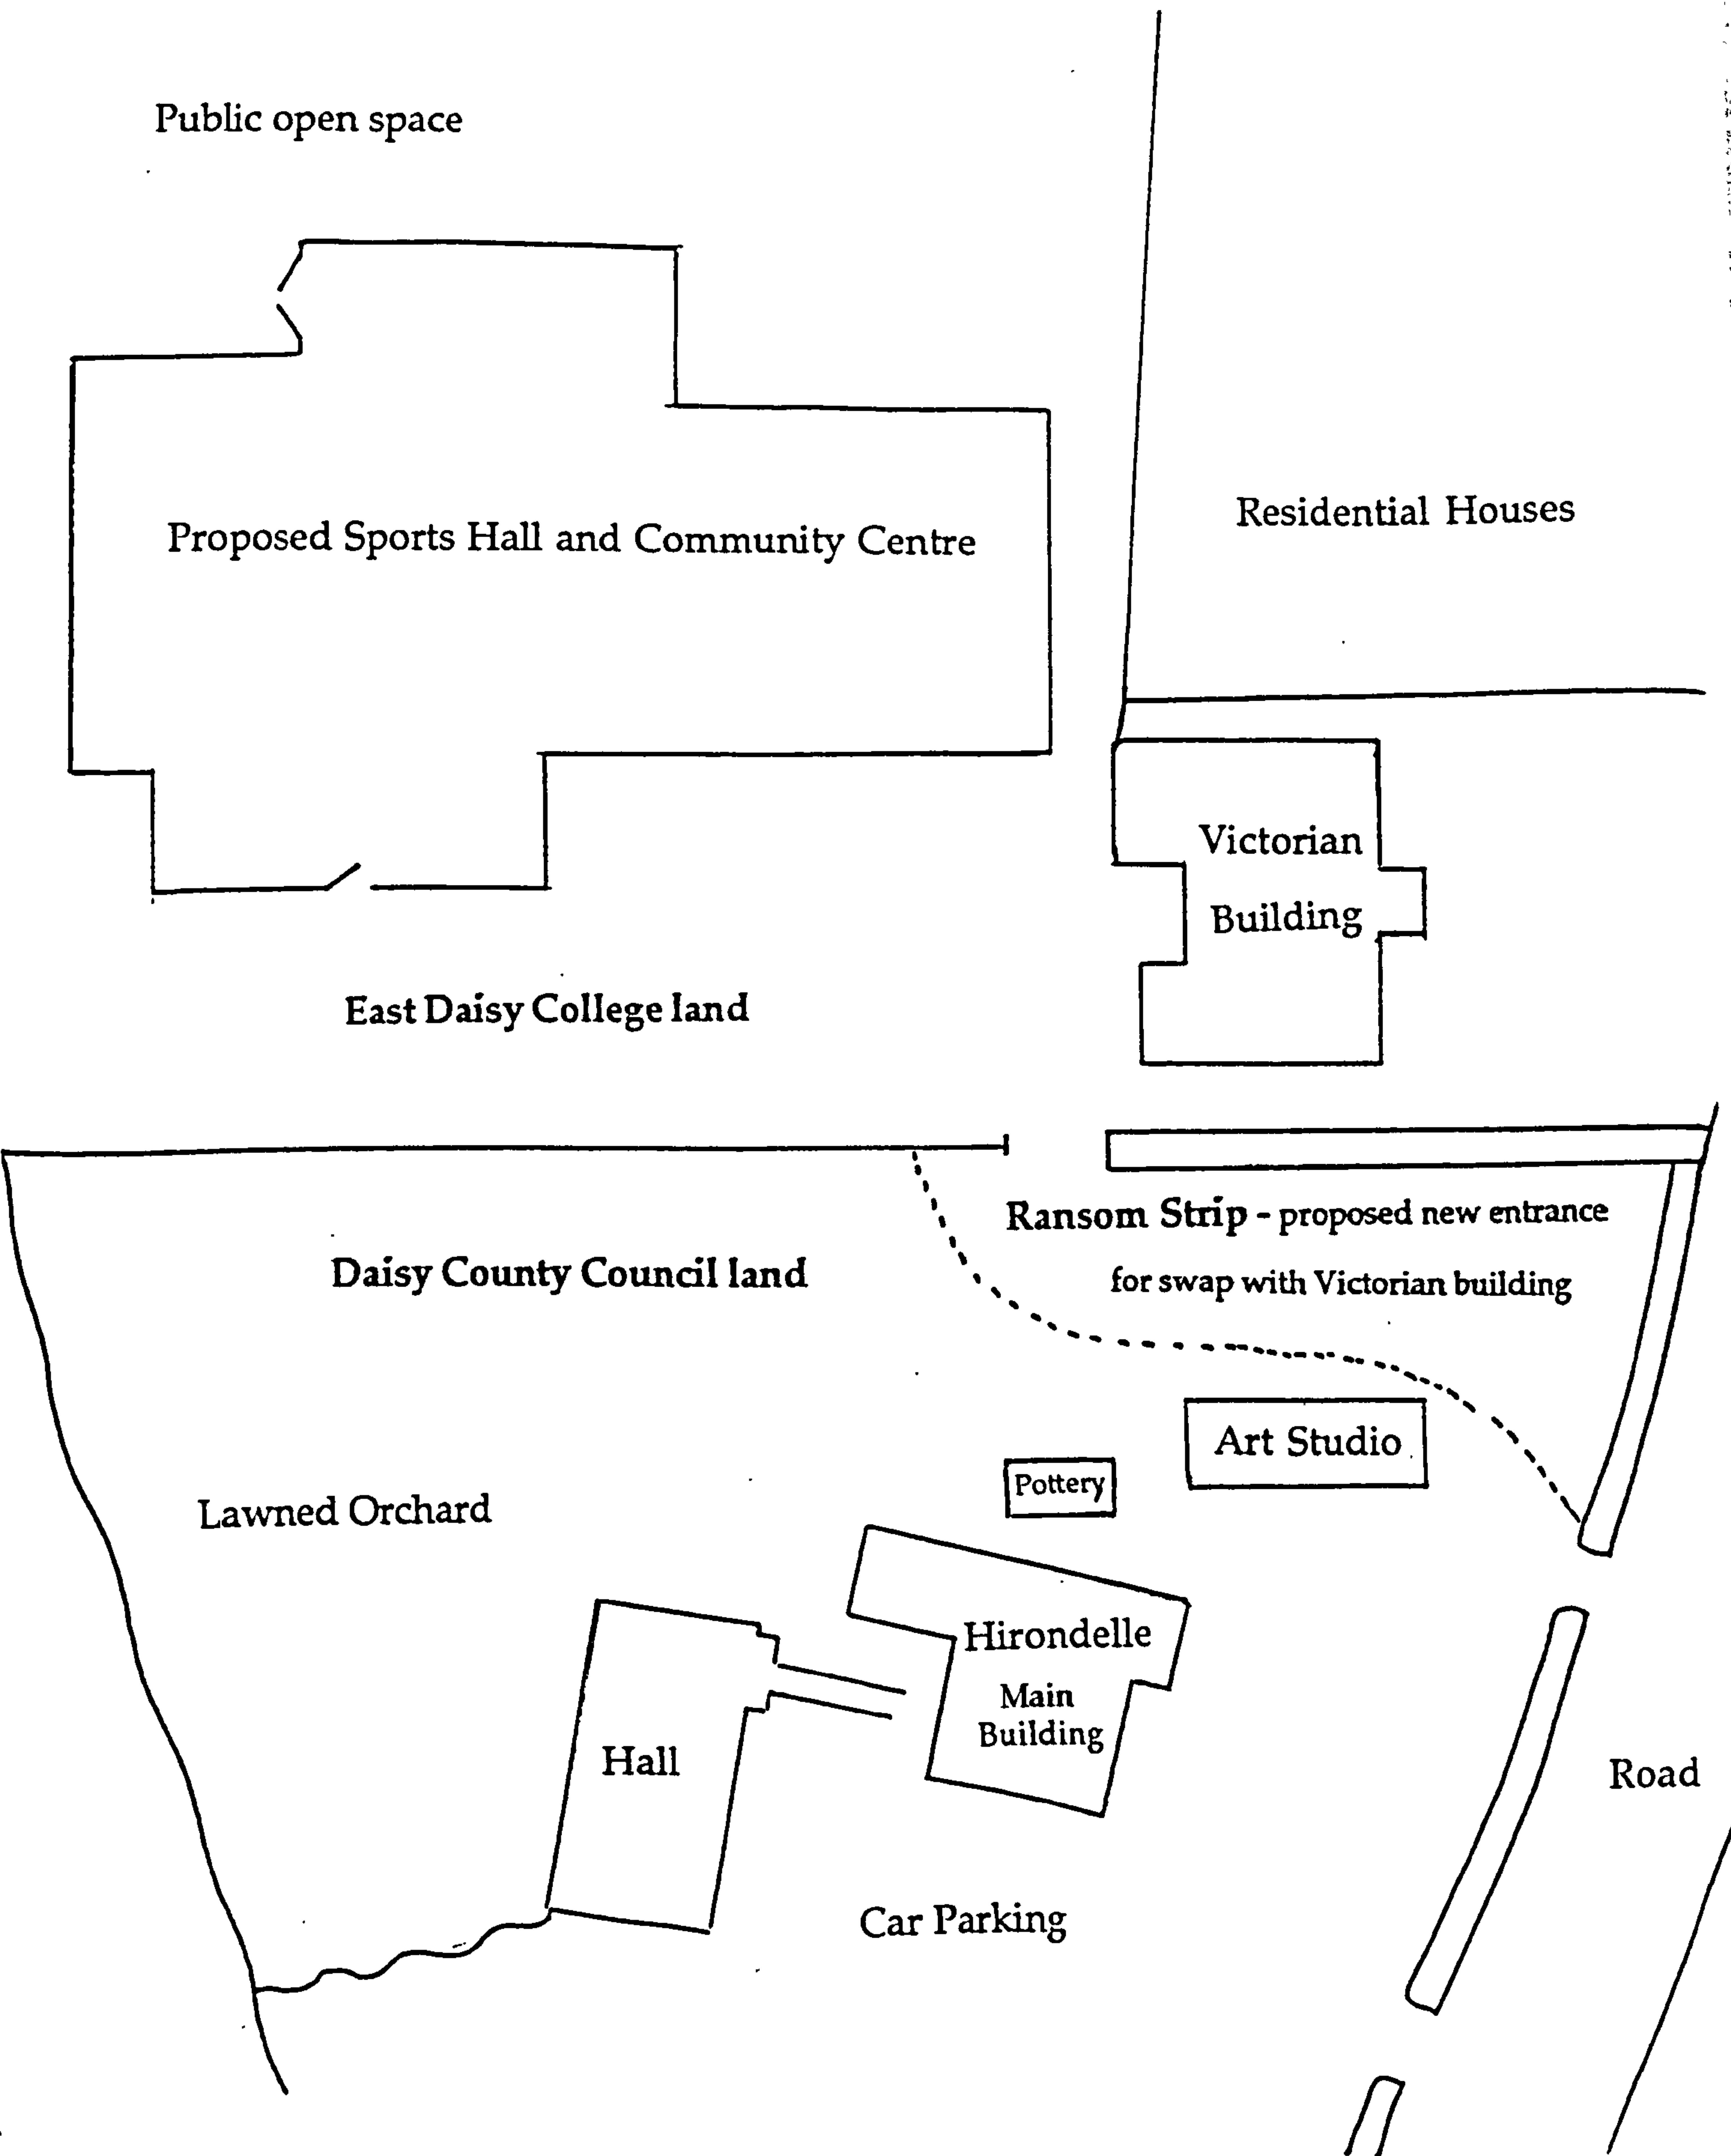 Public open space
Proposed Sports Hall and Community Centre
Residential Houses
Victorian
Building
East Daisy College land
Ransom Strip - proposed new entrance
for swap with Victorian building
Daisy County Council land
Art Studio
Pottery
Lawned Orchard
Hirondelle
Main
Building
Hall
Road
Car Parking